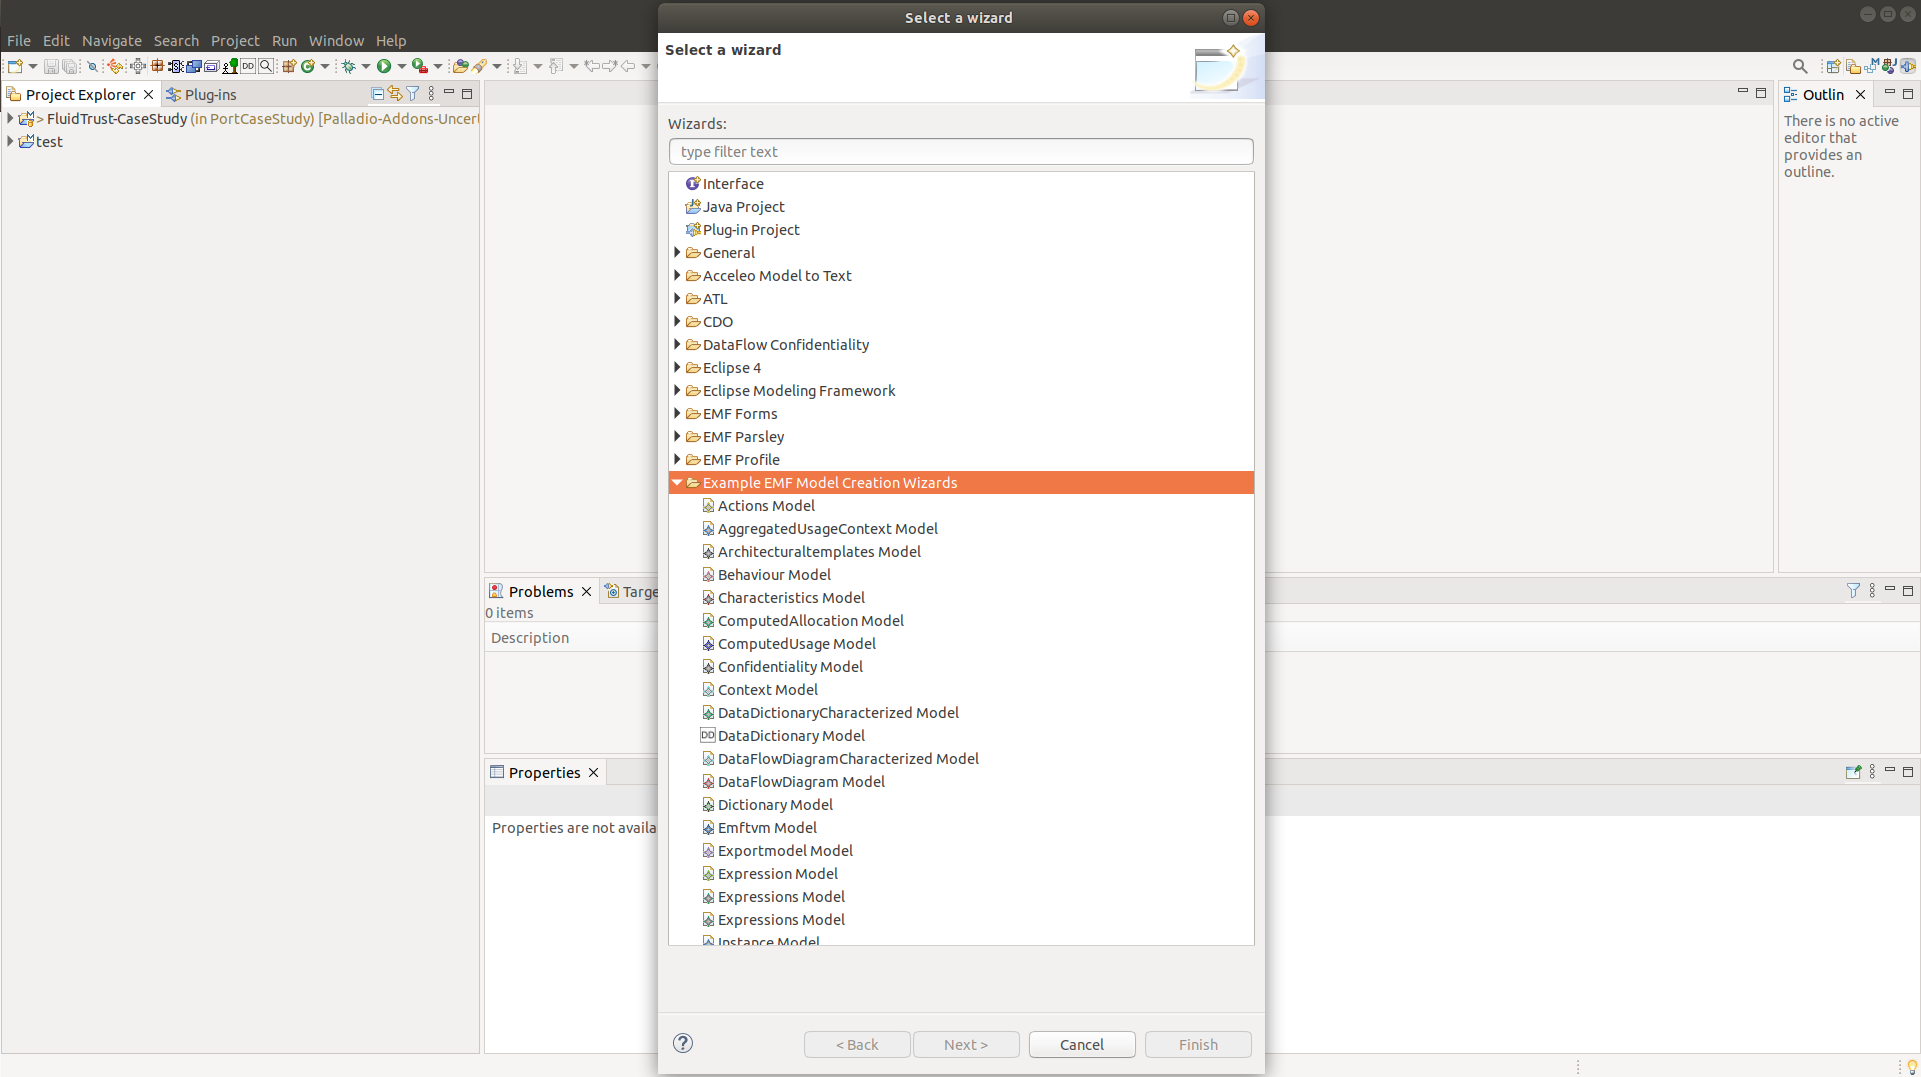 Select a wizard
File Edit Navigate Search Project Run Window Help
Select a wizard
Project Explorer
Plug-ins
Outlin
> FluidTrust-CaseStudy (in PortCaseStudy) [Palladio-Addons-Uncert
test
There is no active
editor that
provides an
outline.
Wizards:
type filter text
Interface
Java Project
Plug-in Project
General
Acceleo Model to Text
ATL
CDO
DataFlow Confidentiality
Eclipse 4
Eclipse Modeling Framework
EMF Forms
EMF Parsley
EMF Profile
Example EMF Model Creation Wizards
Actions Model
AggregatedUsageContext Model
Architecturaltemplates Model
Behaviour Model
Characteristics Model
ComputedAllocation Model
ComputedUsage Model
Confidentiality Model
Context Model
DataDictionaryCharacterized Model
DD DataDictionary Model
DataFlowDiagramCharacterized Model
DataFlowDiagram Model
Dictionary Model
Emftvm Model
Exportmodel Model
Expression Model
Expressions Model
Expressions Model
Instance Model
Problems
Targe
0 items
Description
Properties
Properties are not availa
< Back
Next >
Cancel
Finish